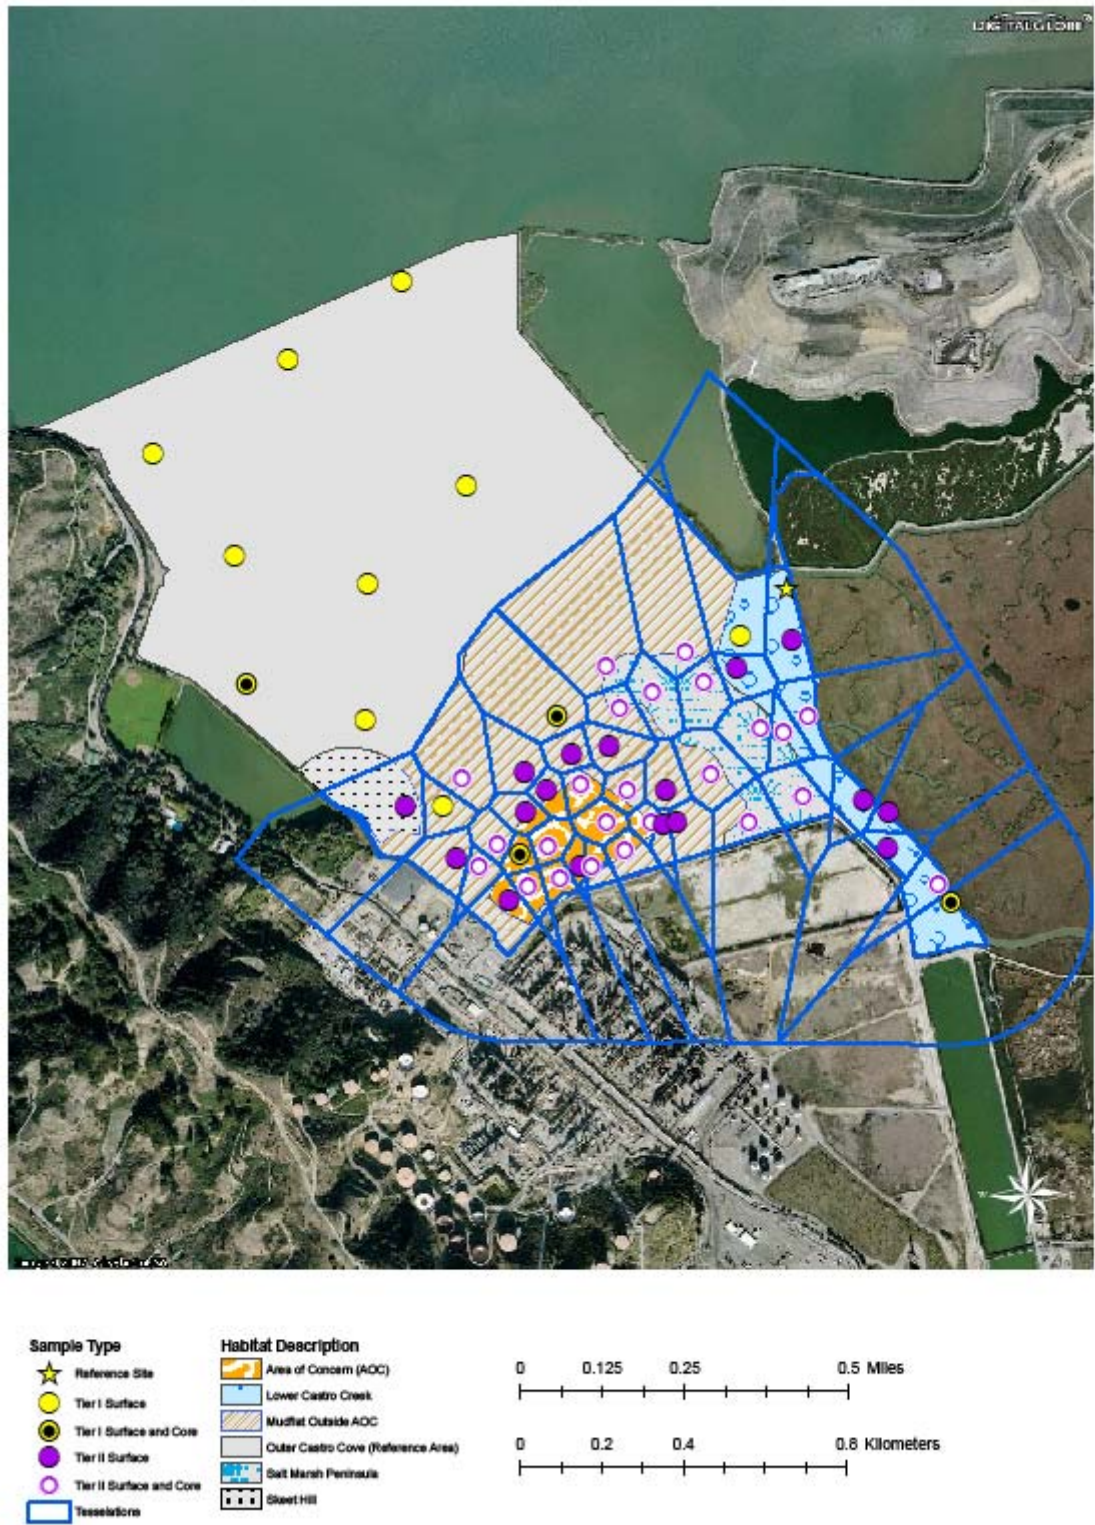 DIGITALGLOBE
Sample Type
Reference Site
Tier I Surface
Tier I Surface and Core
Tier II Surface
Tier II Surface and Core
Tesselations
Habitat Description
Area of Concern (AOC)
Lower Castro Creek
Mudflat Outside AOC
Outer Castro Cove (Reference Area)
Salt Marsh Peninsula
Skeet Hill
0 0.125 0.25 0.5 Miles
0 0.2 0.4 0.8 Kilometers